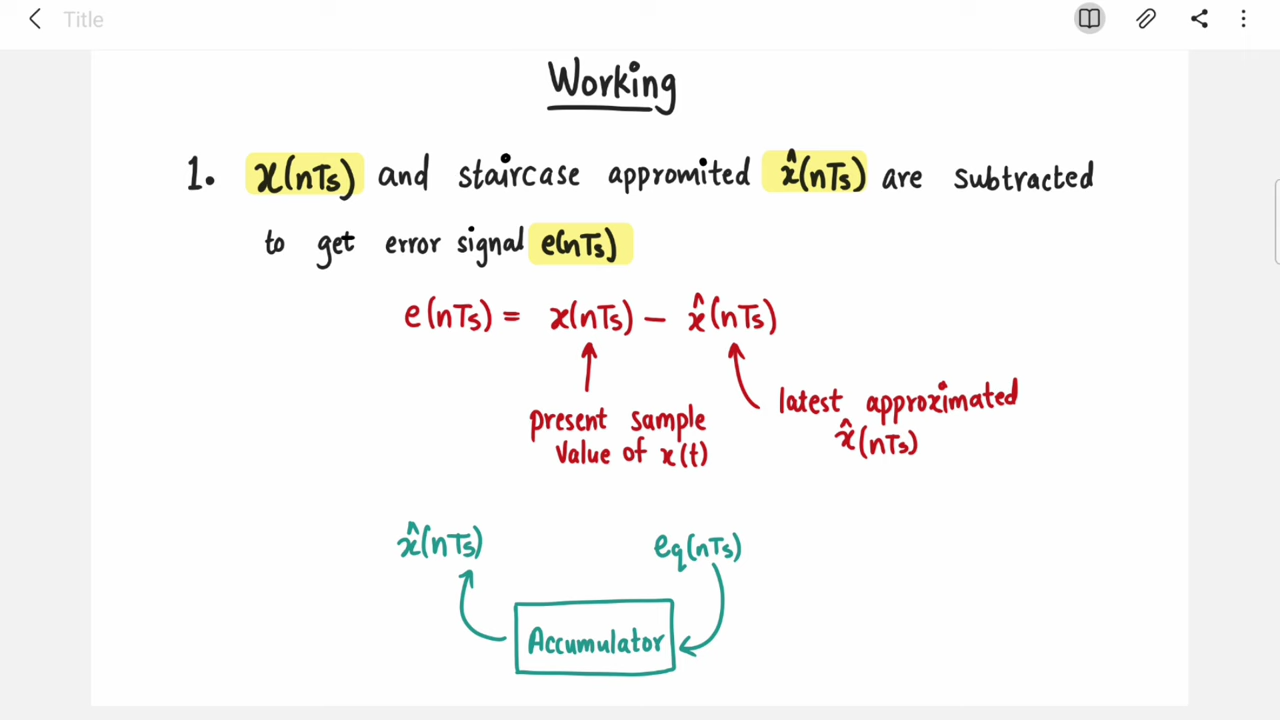 Title
Working
1. x(nTs) and staircase appromited x̂(nTs) are subtracted
to get error signal e(nTs)
e(nTs) = x(nTs) − x̂(nTs)
present sample
value of x(t)
latest approximated
x̂(nTs)
x̂(nTs)
eq(nTs)
Accumulator